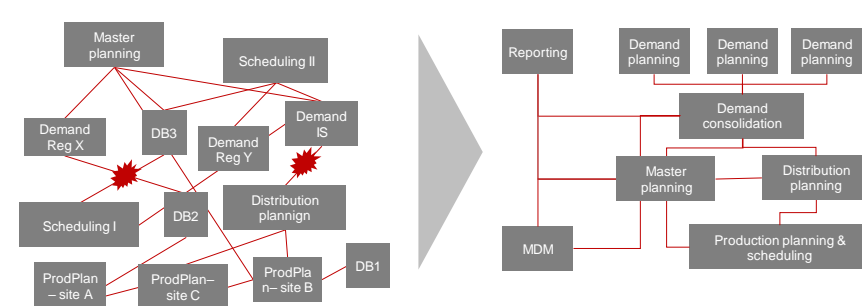 Master
planning
Scheduling II
Demand
Reg X
DB3
Demand
Reg Y
Demand
IS
Scheduling I
DB2
Distribution
plannign
ProdPlan
– site A
ProdPlan–
site C
ProdPla
n– site B
DB1
Reporting
Demand
planning
Demand
planning
Demand
planning
Demand
consolidation
Master
planning
Distribution
planning
MDM
Production planning &
scheduling